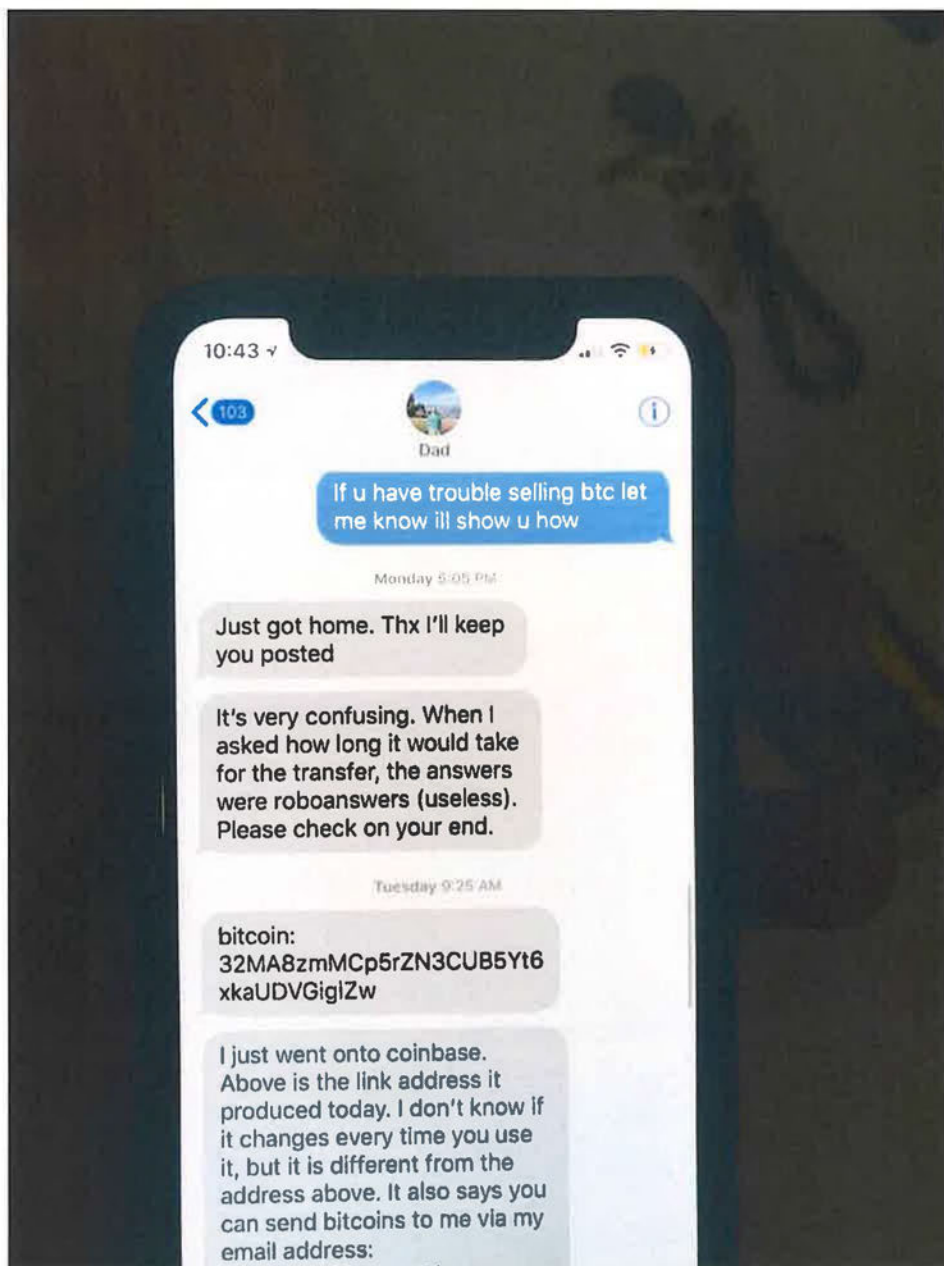 10:43
103
Dad
If u have trouble selling btc let
me know ill show u how
Monday 5:05 PM
Just got home. Thx I'll keep
you posted
It's very confusing. When I
asked how long it would take
for the transfer, the answers
were roboanswers (useless).
Please check on your end.
Tuesday 9:25 AM
bitcoin:
32MA8zmMCp5rZN3CUB5Yt6
xkaUDVGigiZw
I just went onto coinbase.
Above is the link address it
produced today. I don't know if
it changes every time you use
it, but it is different from the
address above. It also says you
can send bitcoins to me via my
email address: